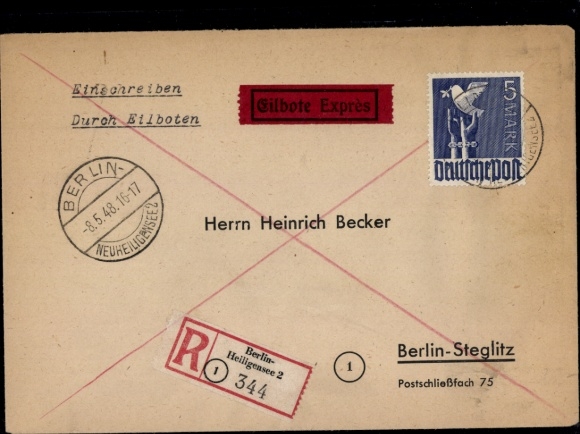 Einschreiben
Durch Eilboten
Eilbote Exprès
5
MARK
Deutsche Post
BERLIN-
-8.5.48.16-17
NEUHEILIGENSEE 2
Herrn Heinrich Becker
R
Berlin-
Heiligensee 2
1
344
1
Berlin-Steglitz
Postschließfach 75